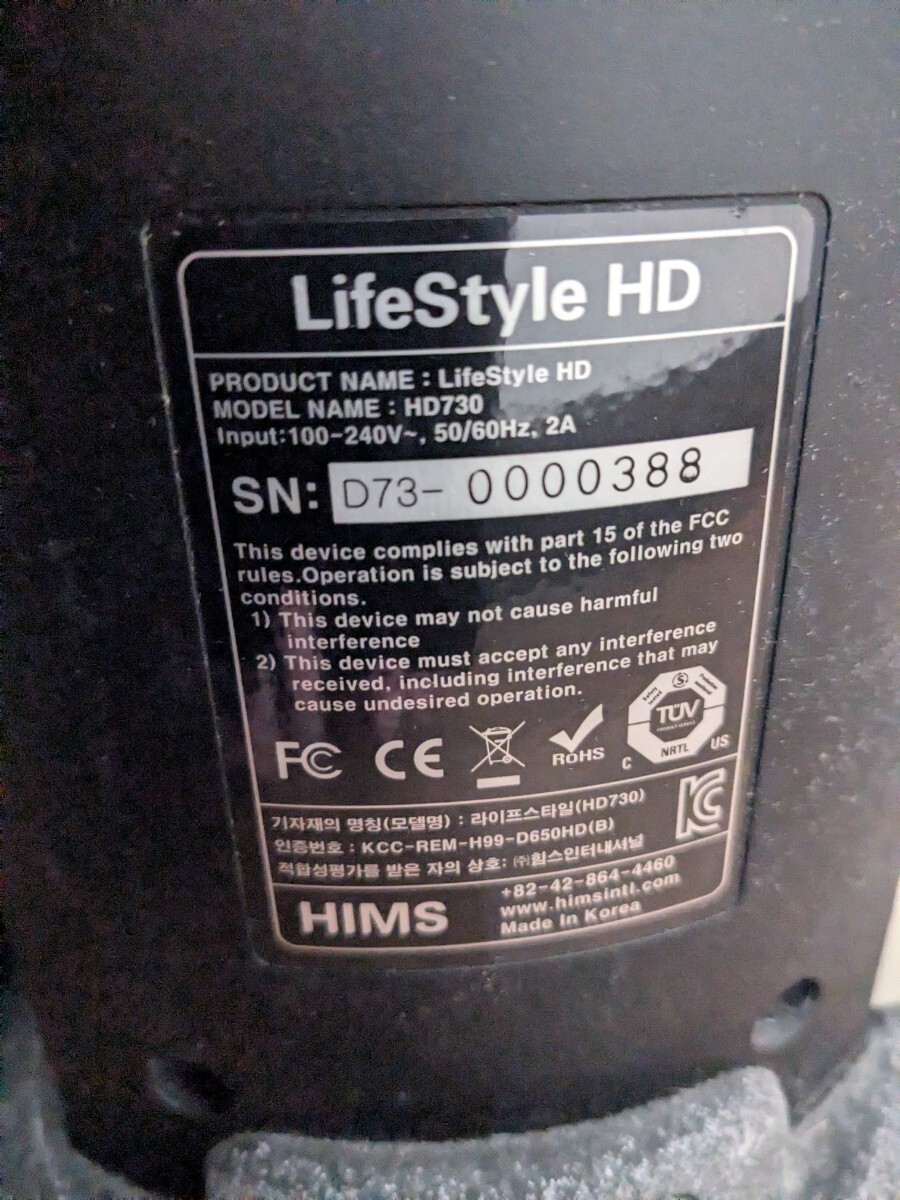 LifeStyle HD
PRODUCT NAME : LifeStyle HD
MODEL NAME : HD730
Input:100-240V~, 50/60Hz, 2A
SN: D73- 0000388
This device complies with part 15 of the FCC
rules.Operation is subject to the following two
conditions.
1) This device may not cause harmful
interference
2) This device must accept any interference
received, including interference that may
cause undesired operation.
FC CE RoHS
TÜV
NRTL
C US
기자재의 명칭(모델명) : 라이프스타일(HD730)
인증번호 : KCC-REM-H99-D650HD(B)
적합성평가를 받은 자의 상호: ㈜힘스인터내셔널
HIMS
+82-42-864-4460
www.himsintl.com
Made In Korea